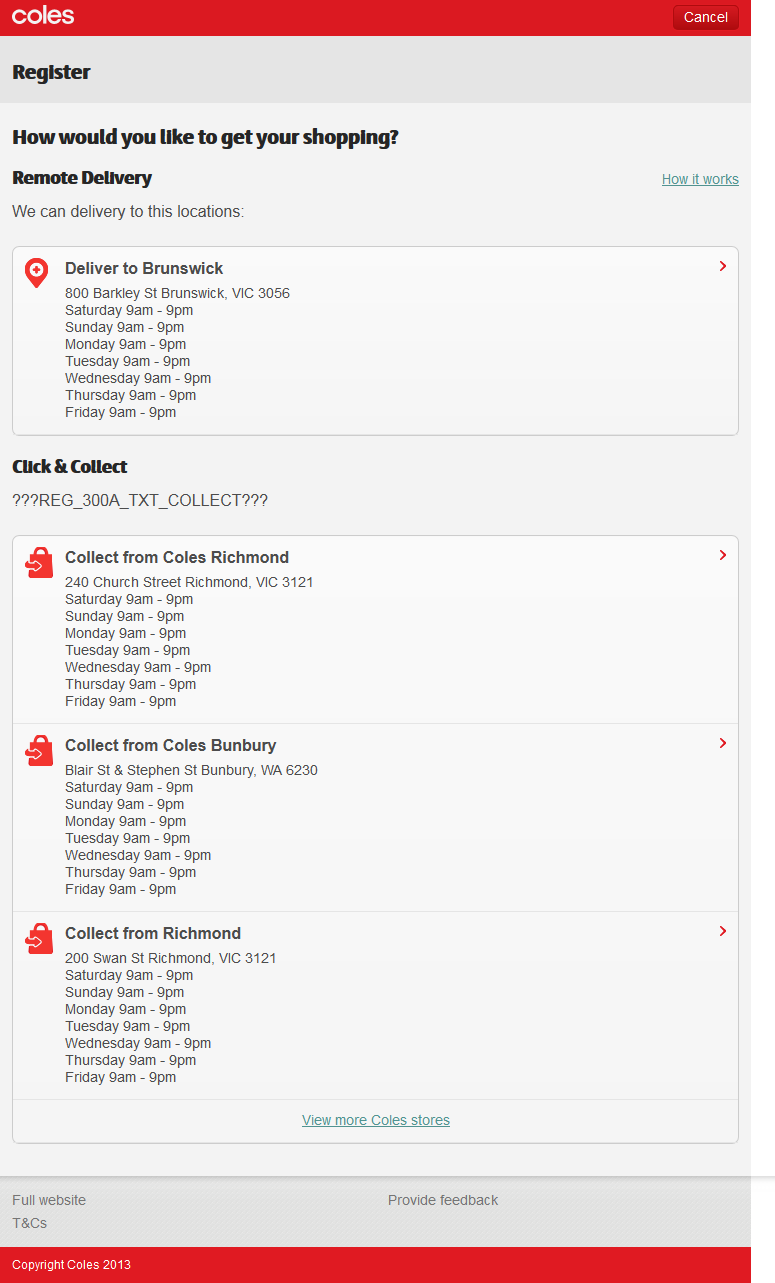 coles
Cancel
Register
How would you like to get your shopping?
Remote Delivery
How it works
We can delivery to this locations:
Deliver to Brunswick
800 Barkley St Brunswick, VIC 3056
Saturday 9am - 9pm
Sunday 9am - 9pm
Monday 9am - 9pm
Tuesday 9am - 9pm
Wednesday 9am - 9pm
Thursday 9am - 9pm
Friday 9am - 9pm
Click & Collect
???REG_300A_TXT_COLLECT???
Collect from Coles Richmond
240 Church Street Richmond, VIC 3121
Saturday 9am - 9pm
Sunday 9am - 9pm
Monday 9am - 9pm
Tuesday 9am - 9pm
Wednesday 9am - 9pm
Thursday 9am - 9pm
Friday 9am - 9pm
Collect from Coles Bunbury
Blair St & Stephen St Bunbury, WA 6230
Saturday 9am - 9pm
Sunday 9am - 9pm
Monday 9am - 9pm
Tuesday 9am - 9pm
Wednesday 9am - 9pm
Thursday 9am - 9pm
Friday 9am - 9pm
Collect from Richmond
200 Swan St Richmond, VIC 3121
Saturday 9am - 9pm
Sunday 9am - 9pm
Monday 9am - 9pm
Tuesday 9am - 9pm
Wednesday 9am - 9pm
Thursday 9am - 9pm
Friday 9am - 9pm
View more Coles stores
Full website
Provide feedback
T&Cs
Copyright Coles 2013